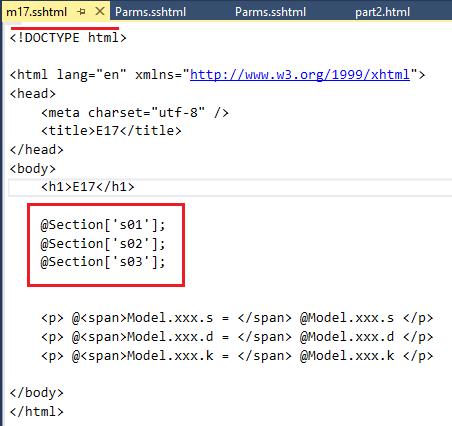 m17.sshtml Parms.sshtml Parms.sshtml part2.html
<!DOCTYPE html>
<html lang="en" xmlns="http://www.w3.org/1999/xhtml">
<head>
<meta charset="utf-8" />
<title>E17</title>
</head>
<body>
<h1>E17</h1>
@Section['s01'];
@Section['s02'];
@Section['s03'];
<p> @<span>Model.xxx.s = </span> @Model.xxx.s </p>
<p> @<span>Model.xxx.d = </span> @Model.xxx.d </p>
<p> @<span>Model.xxx.k = </span> @Model.xxx.k </p>
</body>
</html>